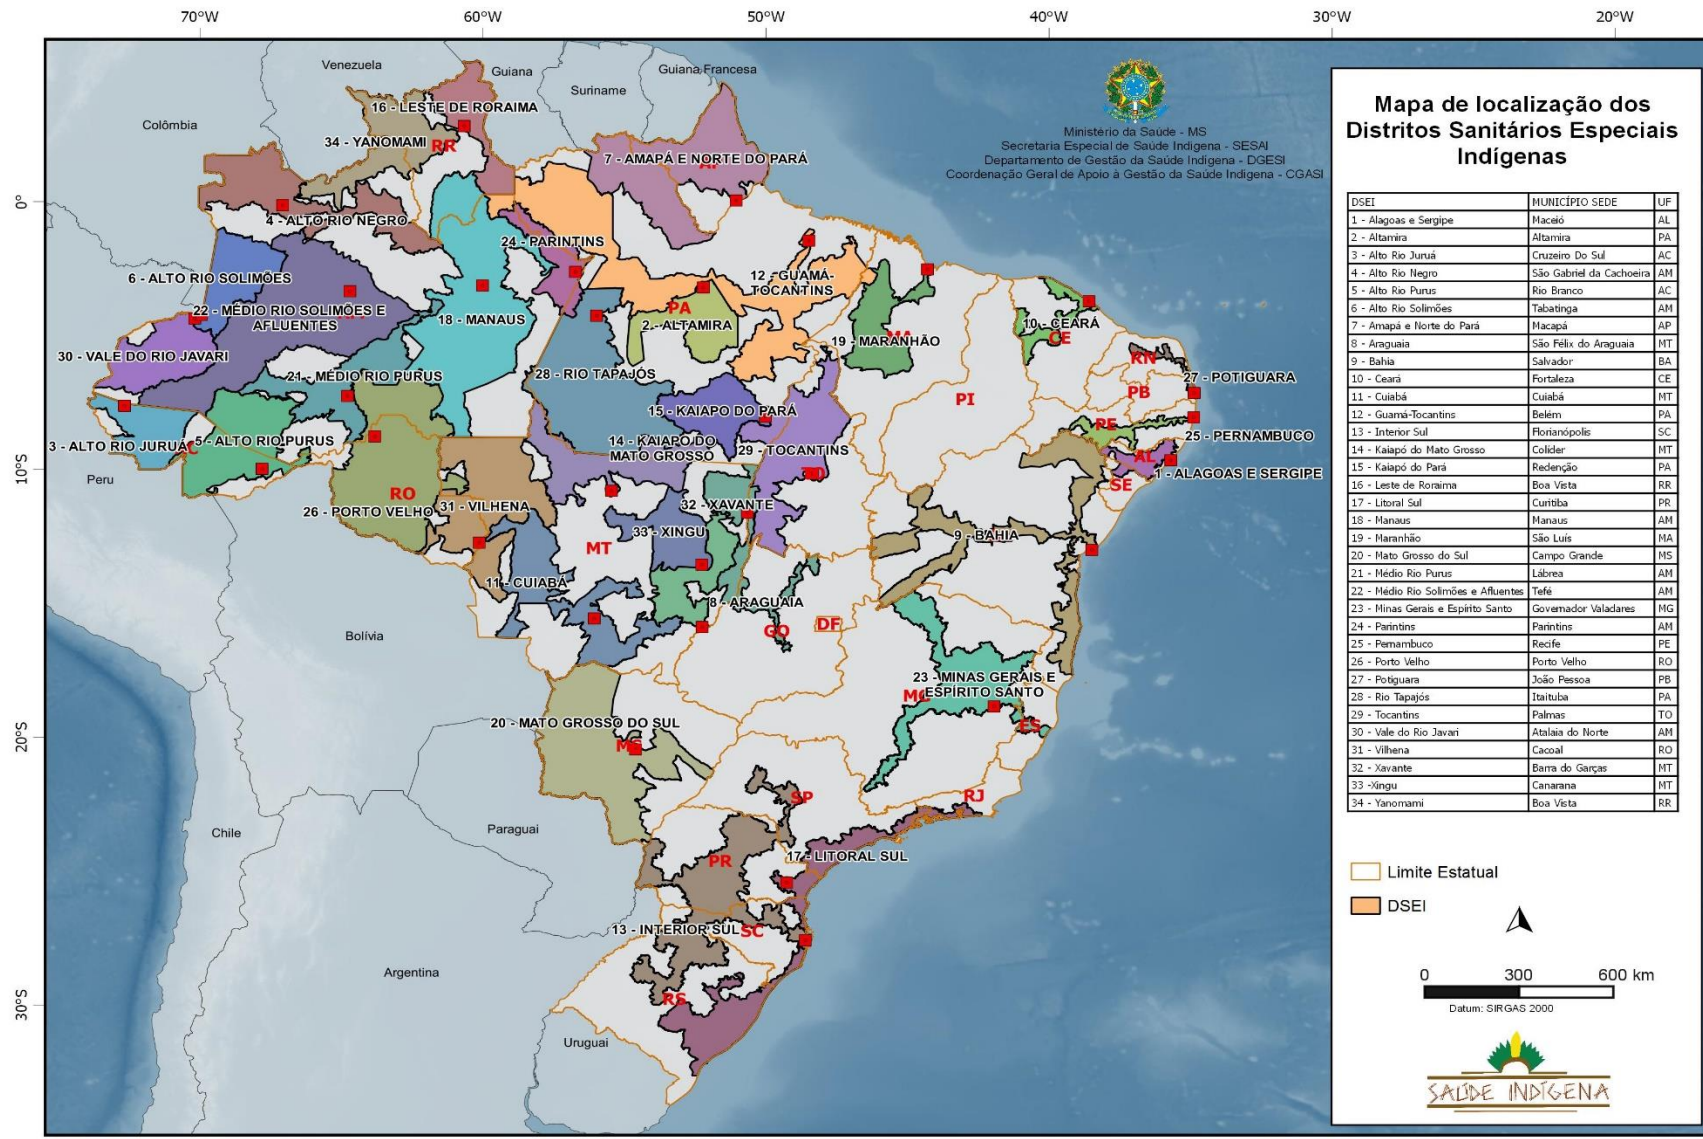 70°W 60°W 50°W 40°W 30°W 20°W
0°
10°S
20°S
30°S
Venezuela
Guiana
Suriname
Guiana Francesa
Colômbia
Peru
Bolívia
Chile
Paraguai
Argentina
Uruguai
Ministério da Saúde - MS
Secretaria Especial de Saúde Indígena - SESAI
Departamento de Gestão da Saúde Indígena - DGESI
Coordenação Geral de Apoio à Gestão da Saúde Indígena - CGASI
16 - LESTE DE RORAIMA
34 - YANOMAMI
RR
7 - AMAPÁ E NORTE DO PARÁ
4 - ALTO RIO NEGRO
24 - PARINTINS
6 - ALTO RIO SOLIMÕES
12 - GUAMÁ-
TOCANTINS
22 - MÉDIO RIO SOLIMÕES E
AFLUENTES
18 - MANAUS
PA
2 - ALTAMIRA
19 - MARANHÃO
MA
10 - CEARÁ
CE
30 - VALE DO RIO JAVARI
21 - MÉDIO RIO PURUS
28 - RIO TAPAJÓS
RN
27 - POTIGUARA
PB
PI
15 - KAIAPO DO PARÁ
3 - ALTO RIO JURUÁ
AC
5 - ALTO RIO PURUS
14 - KAIAPÓ DO
MATO GROSSO
29 - TOCANTINS
TO
PE
25 - PERNAMBUCO
AL
1 - ALAGOAS E SERGIPE
SE
RO
26 - PORTO VELHO
31 - VILHENA
32 - XAVANTE
33 - XINGU
MT
9 - BAHIA
11 - CUIABÁ
8 - ARAGUAIA
GO
DF
23 - MINAS GERAIS E
ESPÍRITO SANTO
MG
ES
20 - MATO GROSSO DO SUL
MS
SP
RJ
PR
17 - LITORAL SUL
13 - INTERIOR SUL
SC
RS
Mapa de localização dos
Distritos Sanitários Especiais
Indígenas
DSEI MUNICÍPIO SEDE UF
1 - Alagoas e Sergipe Maceió AL
2 - Altamira Altamira PA
3 - Alto Rio Juruá Cruzeiro Do Sul AC
4 - Alto Rio Negro São Gabriel da Cachoeira AM
5 - Alto Rio Purus Rio Branco AC
6 - Alto Rio Solimões Tabatinga AM
7 - Amapá e Norte do Pará Macapá AP
8 - Araguaia São Félix do Araguaia MT
9 - Bahia Salvador BA
10 - Ceará Fortaleza CE
11 - Cuiabá Cuiabá MT
12 - Guamá-Tocantins Belém PA
13 - Interior Sul Florianópolis SC
14 - Kaiapó do Mato Grosso Colíder MT
15 - Kaiapó do Pará Redenção PA
16 - Leste de Roraima Boa Vista RR
17 - Litoral Sul Curitiba PR
18 - Manaus Manaus AM
19 - Maranhão São Luís MA
20 - Mato Grosso do Sul Campo Grande MS
21 - Médio Rio Purus Lábrea AM
22 - Médio Rio Solimões e Afluentes Tefé AM
23 - Minas Gerais e Espírito Santo Governador Valadares MG
24 - Parintins Parintins AM
25 - Pernambuco Recife PE
26 - Porto Velho Porto Velho RO
27 - Potiguara João Pessoa PB
28 - Rio Tapajós Itaituba PA
29 - Tocantins Palmas TO
30 - Vale do Rio Javari Atalaia do Norte AM
31 - Vilhena Cacoal RO
32 - Xavante Barra do Garças MT
33 -Xingu Canarana MT
34 - Yanomami Boa Vista RR
Limite Estatual
DSEI
0 300 600 km
Datum: SIRGAS 2000
SAÚDE INDÍGENA